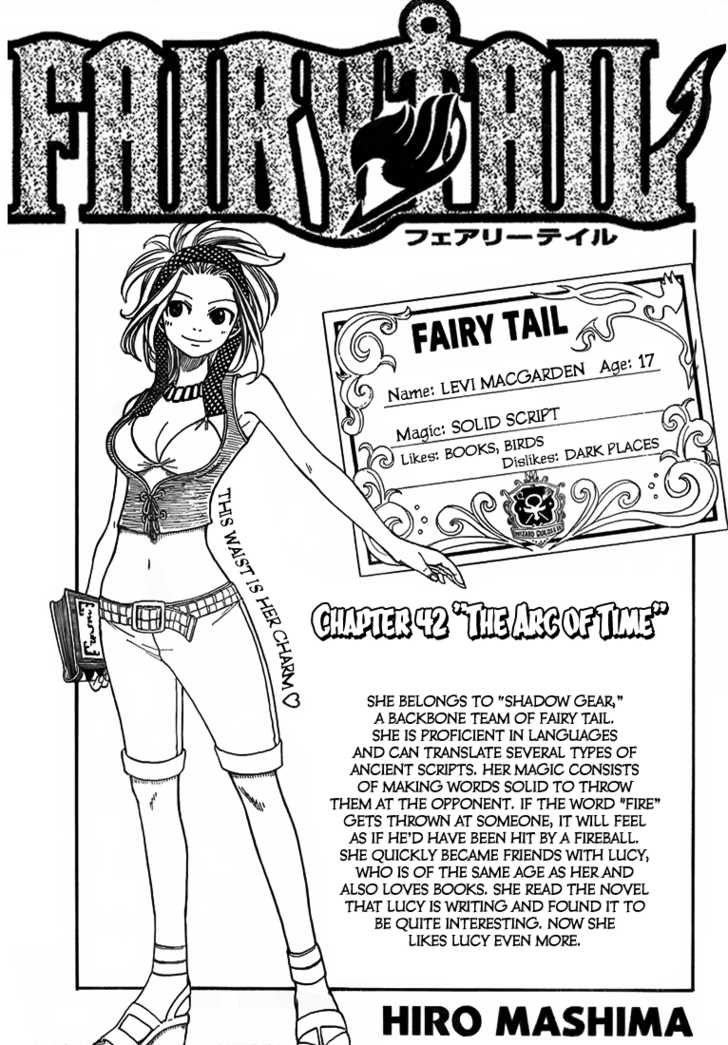 FAIRY TAIL
フェアリーテイル
FAIRY TAIL
Name: LEVI MACGARDEN Age: 17
Magic: SOLID SCRIPT
Likes: BOOKS, BIRDS
Dislikes: DARK PLACES
WIZARD GUILD
THIS WAIST IS HER CHARM♡
CHAPTER 42 "THE ARC OF TIME"
SHE BELONGS TO "SHADOW GEAR,"
A BACKBONE TEAM OF FAIRY TAIL.
SHE IS PROFICIENT IN LANGUAGES
AND CAN TRANSLATE SEVERAL TYPES OF
ANCIENT SCRIPTS. HER MAGIC CONSISTS
OF MAKING WORDS SOLID TO THROW
THEM AT THE OPPONENT. IF THE WORD "FIRE"
GETS THROWN AT SOMEONE, IT WILL FEEL
AS IF HE'D HAVE BEEN HIT BY A FIREBALL.
SHE QUICKLY BECAME FRIENDS WITH LUCY,
WHO IS OF THE SAME AGE AS HER AND
ALSO LOVES BOOKS. SHE READ THE NOVEL
THAT LUCY IS WRITING AND FOUND IT TO
BE QUITE INTERESTING. NOW SHE
LIKES LUCY EVEN MORE.
HIRO MASHIMA